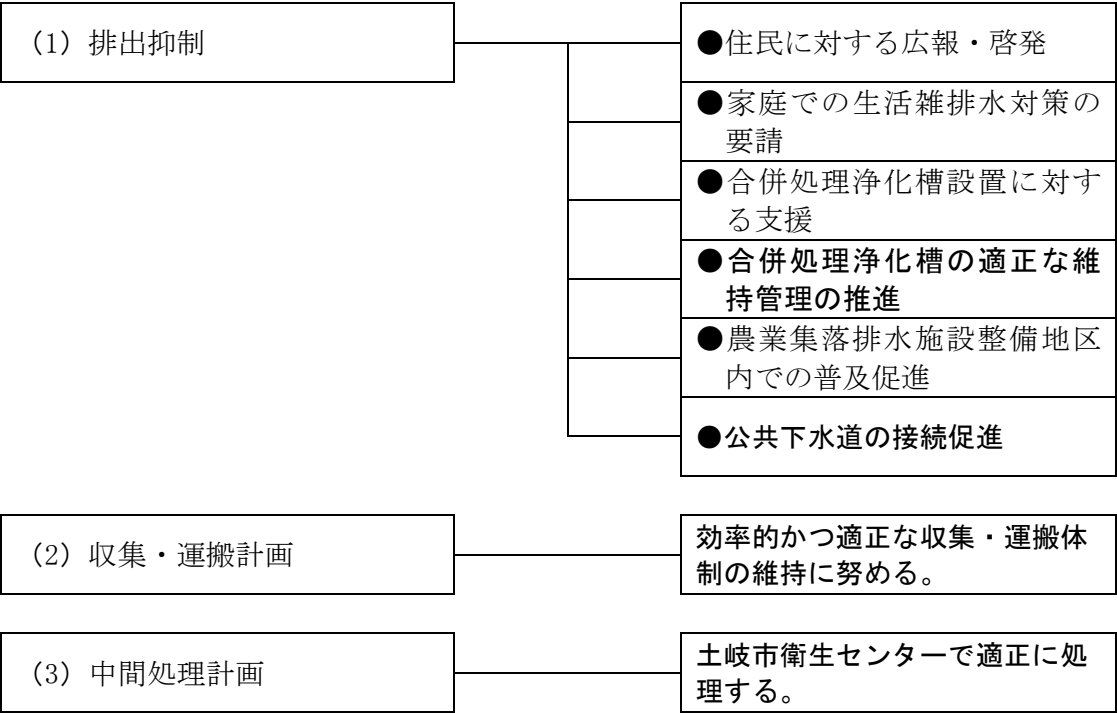 (1) 排出抑制
●住民に対する広報・啓発
●家庭での生活雑排水対策の
要請
●合併処理浄化槽設置に対す
る支援
●合併処理浄化槽の適正な維
持管理の推進
●農業集落排水施設整備地区
内での普及促進
●公共下水道の接続促進
(2) 収集・運搬計画
効率的かつ適正な収集・運搬体
制の維持に努める。
(3) 中間処理計画
土岐市衛生センターで適正に処
理する。